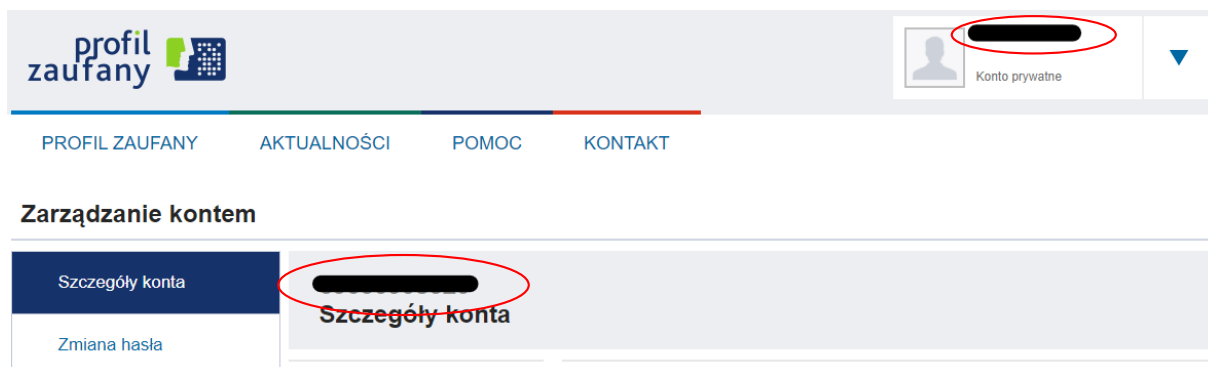 profil
zaufany
Konto prywatne
PROFIL ZAUFANY AKTUALNOŚCI POMOC KONTAKT
Zarządzanie kontem
Szczegóły konta
Szczegóły konta
Zmiana hasła